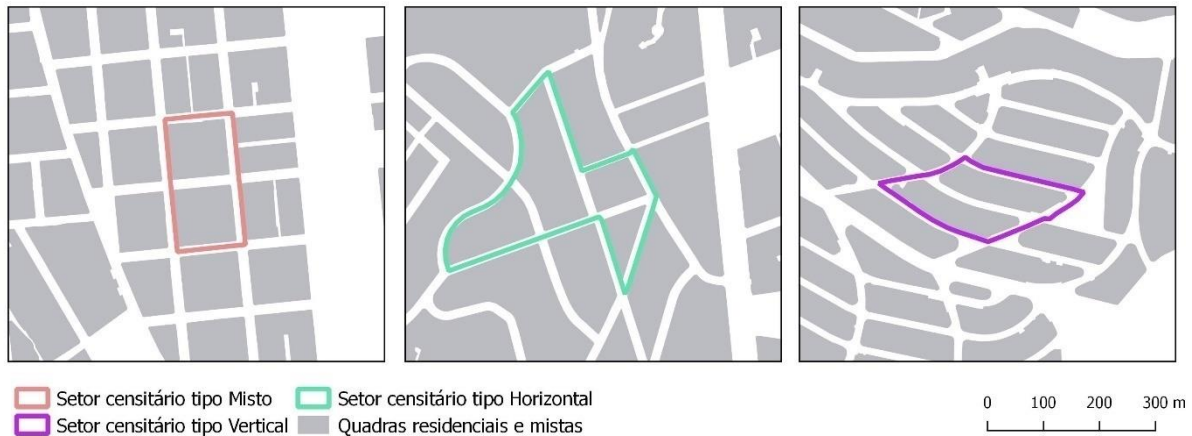 Setor censitário tipo Misto
Setor censitário tipo Horizontal
Setor censitário tipo Vertical
Quadras residenciais e mistas
0 100 200 300 m